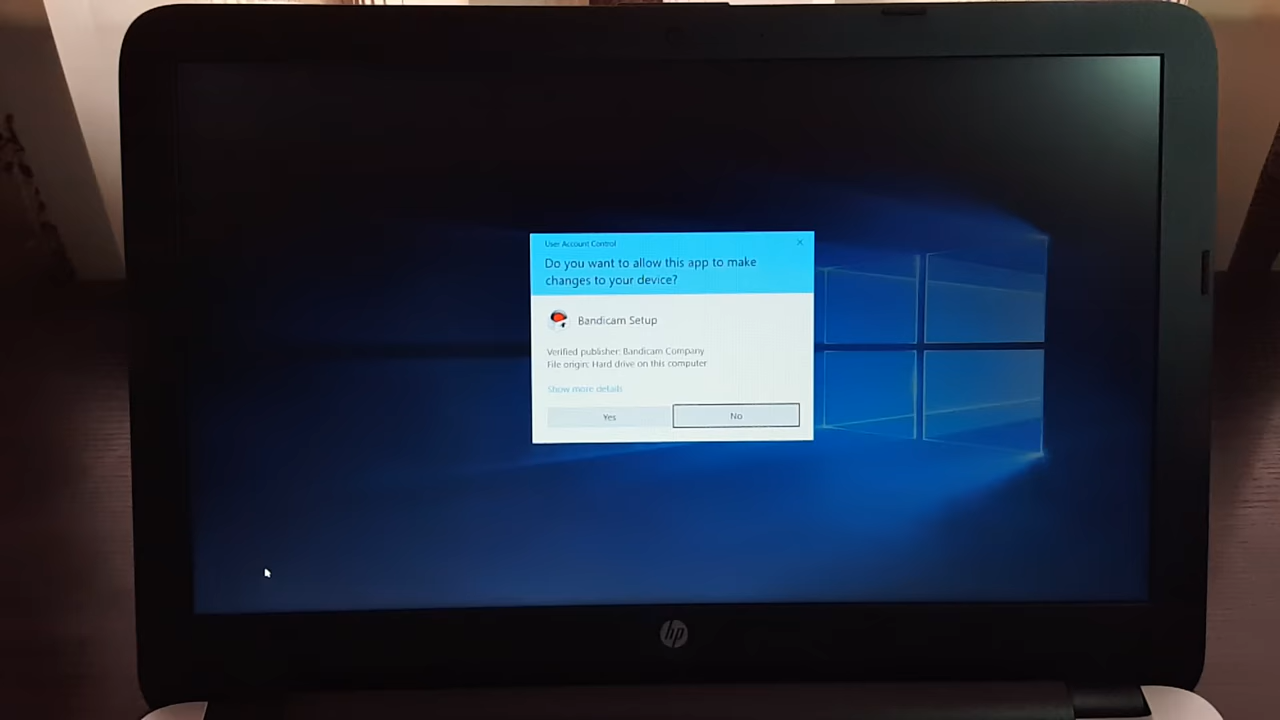 User Account Control
Do you want to allow this app to make
changes to your device?
Bandicam Setup
Verified publisher: Bandicam Company
File origin: Hard drive on this computer
Show more details
Yes
No
hp